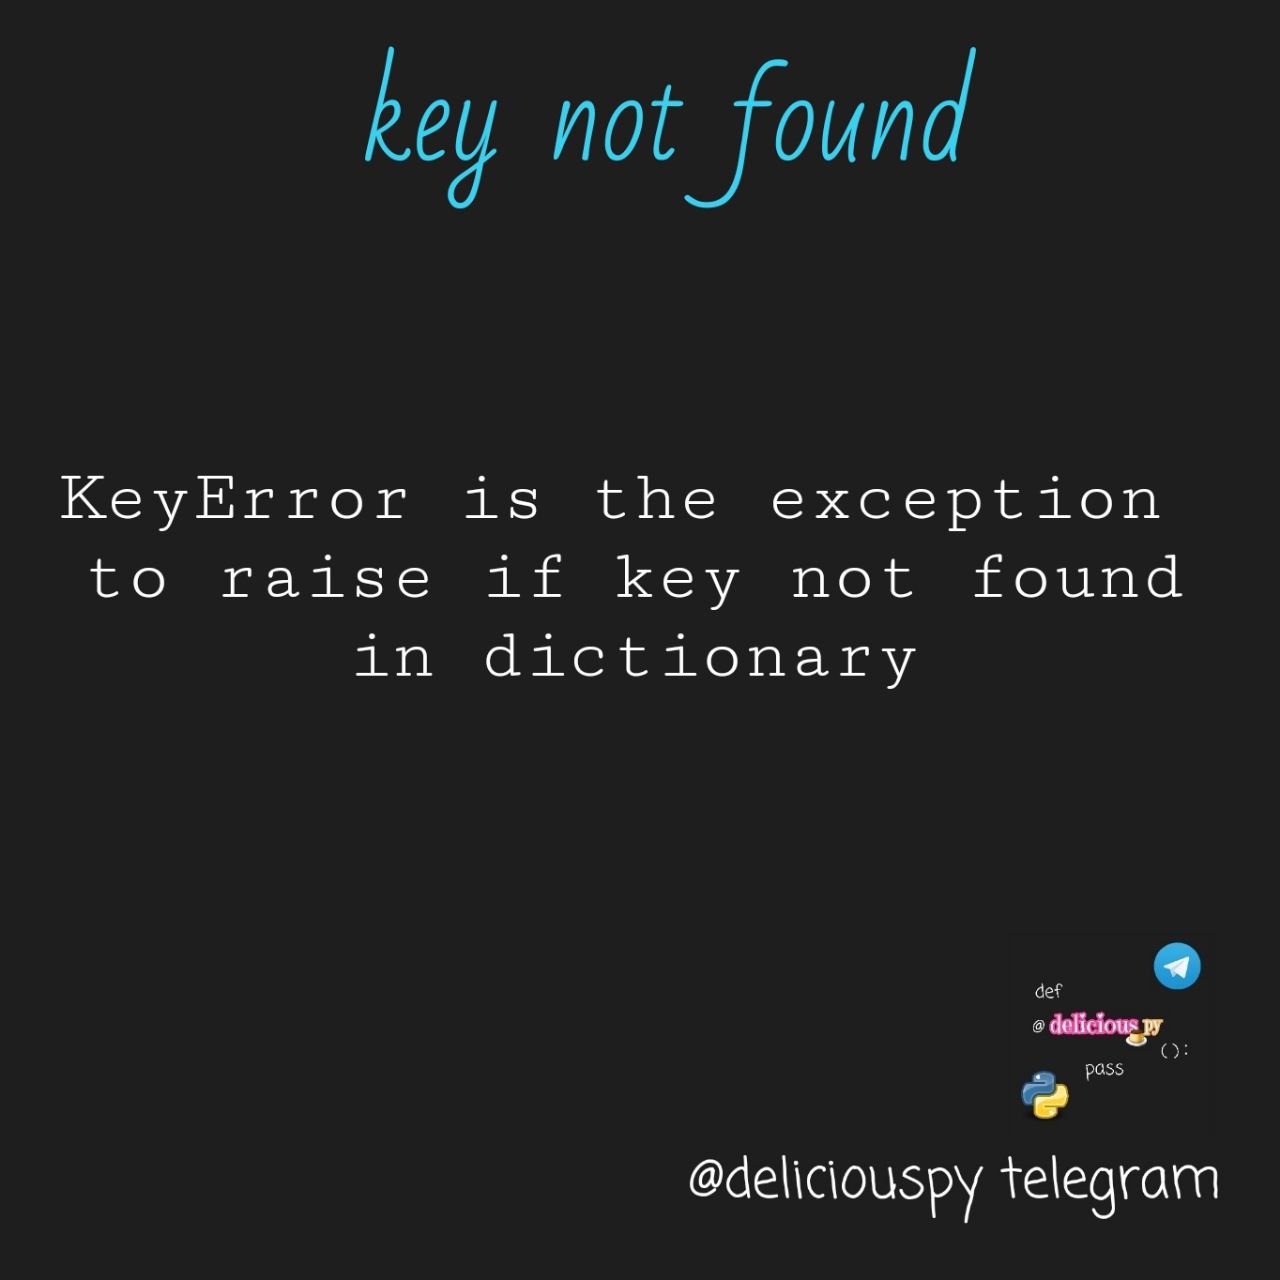 key not found
KeyError is the exception
to raise if key not found
in dictionary
def
@delicious py
():
pass
@deliciouspy telegram